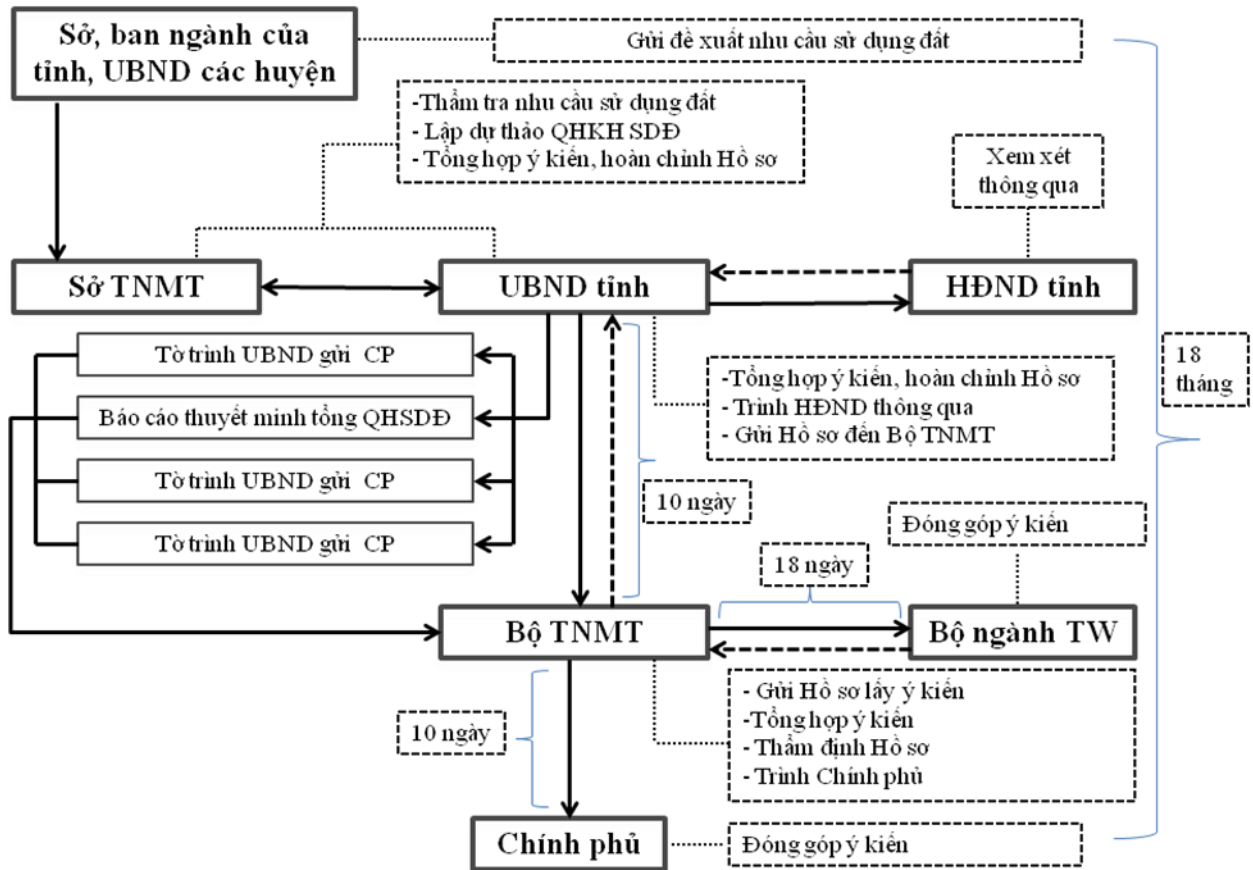 Sở, ban ngành của
tỉnh, UBND các huyện
Gửi đề xuất nhu cầu sử dụng đất
-Thẩm tra nhu cầu sử dụng đất
- Lập dự thảo QHKH SDĐ
- Tổng hợp ý kiến, hoàn chỉnh Hồ sơ
Xem xét
thông qua
Sở TNMT
UBND tỉnh
HĐND tỉnh
Tờ trình UBND gửi CP
Báo cáo thuyết minh tổng QHSDĐ
Tờ trình UBND gửi CP
Tờ trình UBND gửi CP
-Tổng hợp ý kiến, hoàn chỉnh Hồ sơ
- Trình HĐND thông qua
- Gửi Hồ sơ đến Bộ TNMT
18
tháng
10 ngày
Đóng góp ý kiến
18 ngày
Bộ TNMT
Bộ ngành TW
10 ngày
- Gửi Hồ sơ lấy ý kiến
-Tổng hợp ý kiến
- Thẩm định Hồ sơ
- Trình Chính phủ
Chính phủ
Đóng góp ý kiến